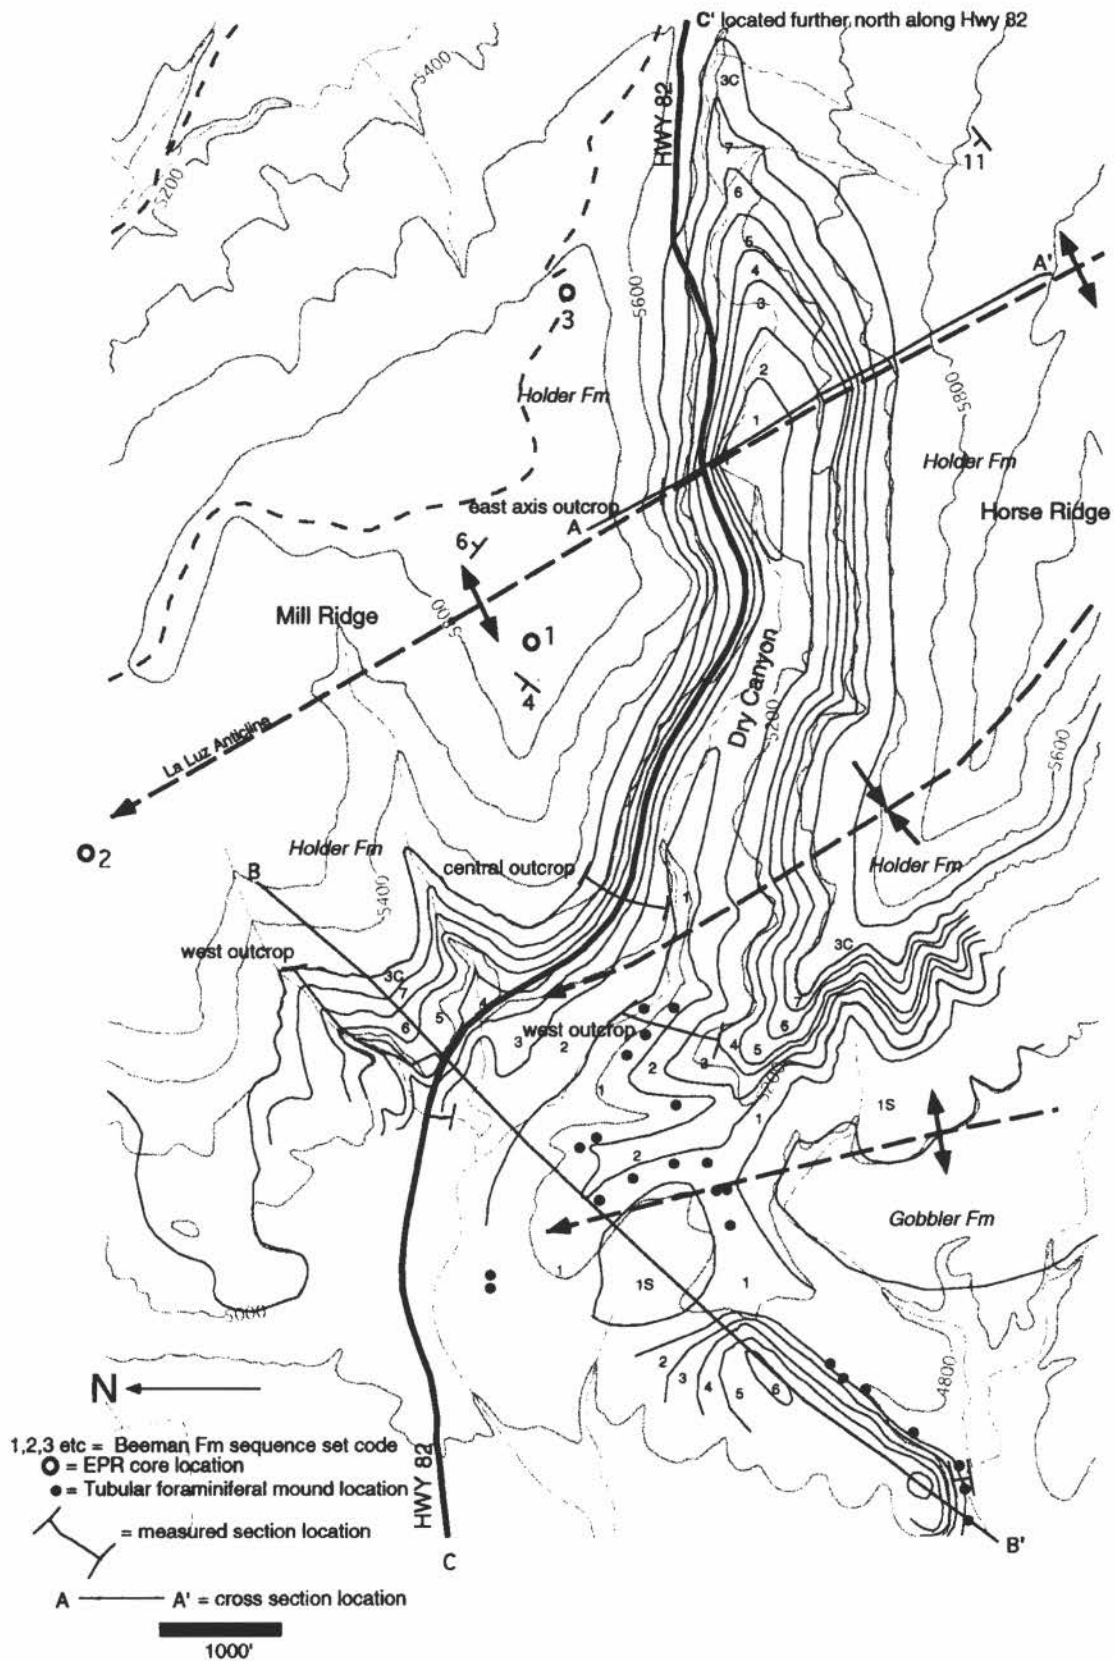 C' located further north along Hwy 82
5400
3C
HWY 82
7
11
5200
6
5
A'
4
3
5600
3
2
5800
Holder Fm
1
Holder Fm
east axis outcrop
A
Horse Ridge
6
Mill Ridge
1
4
Dry Canyon
5200
La Luz Anticline
5600
2
Holder Fm
B
central outcrop
Holder Fm
5400
1
west outcrop
3C
3C
7
7
4
6
5
6
west outcrop
3
2
4
5
2
3
5200
1
1
1S
2
Gobbler Fm
1
1S
1
5000
2
3
4
5
6
4800
N
1,2,3 etc = Beeman Fm sequence set code
= EPR core location
= Tubular foraminiferal mound location
HWY 82
= measured section location
B'
C
A A' = cross section location
1000'